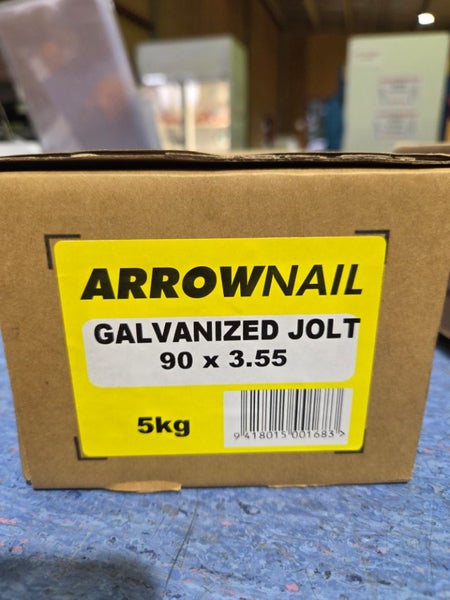 ARROWNAIL
GALVANIZED JOLT
90 x 3.55
5kg
9 418015 001683 >